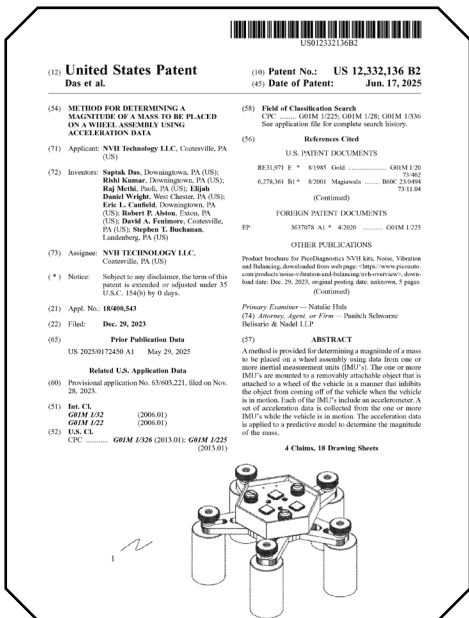 US012332136B2
(12) United States Patent
Das et al.
(10) Patent No.: US 12,332,136 B2
(45) Date of Patent: Jun. 17, 2025
(54) METHOD FOR DETERMINING A
MAGNITUDE OF A MASS TO BE PLACED
ON A WHEEL ASSEMBLY USING
ACCELERATION DATA
(71) Applicant: NVH Technology LLC, Coatesville, PA
(US)
(72) Inventors: Saptak Das, Downingtown, PA (US);
Rishi Kumar, Downingtown, PA (US);
Raj Methi, Paoli, PA (US); Elijah
Daniel Wright, West Chester, PA (US);
Eric L. Canfield, Downingtown, PA
(US); Robert P. Alston, Exton, PA
(US); David A. Fenimore, Coatesville,
PA (US); Stephen T. Buchanan,
Landenberg, PA (US)
(73) Assignee: NVH TECHNOLOGY LLC,
Coatesville, PA (US)
( * ) Notice: Subject to any disclaimer, the term of this
patent is extended or adjusted under 35
U.S.C. 154(b) by 0 days.
(21) Appl. No.: 18/400,543
(22) Filed: Dec. 29, 2023
(65) Prior Publication Data
US 2025/0172450 A1 May 29, 2025
Related U.S. Application Data
(60) Provisional application No. 63/603,221, filed on Nov.
28, 2023.
(51) Int. Cl.
G01M 1/32 (2006.01)
G01M 1/22 (2006.01)
(52) U.S. Cl.
CPC ........... G01M 1/326 (2013.01); G01M 1/225
(2013.01)
(58) Field of Classification Search
CPC ........ G01M 1/225; G01M 1/28; G01M 1/336
See application file for complete search history.
(56) References Cited
U.S. PATENT DOCUMENTS
RE31,971 E * 8/1985 Gold ..................... G01M 1/20
73/462
6,278,361 B1 * 8/2001 Magiawala ........ B60C 23/0494
73/11.04
(Continued)
FOREIGN PATENT DOCUMENTS
EP 3637078 A1 * 4/2020 ........... G01M 1/225
OTHER PUBLICATIONS
Product brochure for PicoDiagnostics NVH kits, Noise, Vibration
and Balancing, downloaded from web page: <https://www.picoauto.
com/products/noise-vibration-and-balancing/nvh-overview>, down-
load date: Dec. 29, 2023, original posting date: unknown, 5 pages.
(Continued)
Primary Examiner — Natalie Huls
(74) Attorney, Agent, or Firm — Panitch Schwarze
Belisario & Nadel LLP
(57) ABSTRACT
A method is provided for determining a magnitude of a mass
to be placed on a wheel assembly using data from one or
more inertial measurement units (IMU's). The one or more
IMU's are mounted to a removably attachable object that is
attached to a wheel of the vehicle in a manner that inhibits
the object from coming off of the vehicle when the vehicle
is in motion. Each of the IMU's include an accelerometer. A
set of acceleration data is collected from the one or more
IMU's while the vehicle is in motion. The acceleration data
is applied to a predictive model to determine the magnitude
of the mass.
4 Claims, 18 Drawing Sheets
1